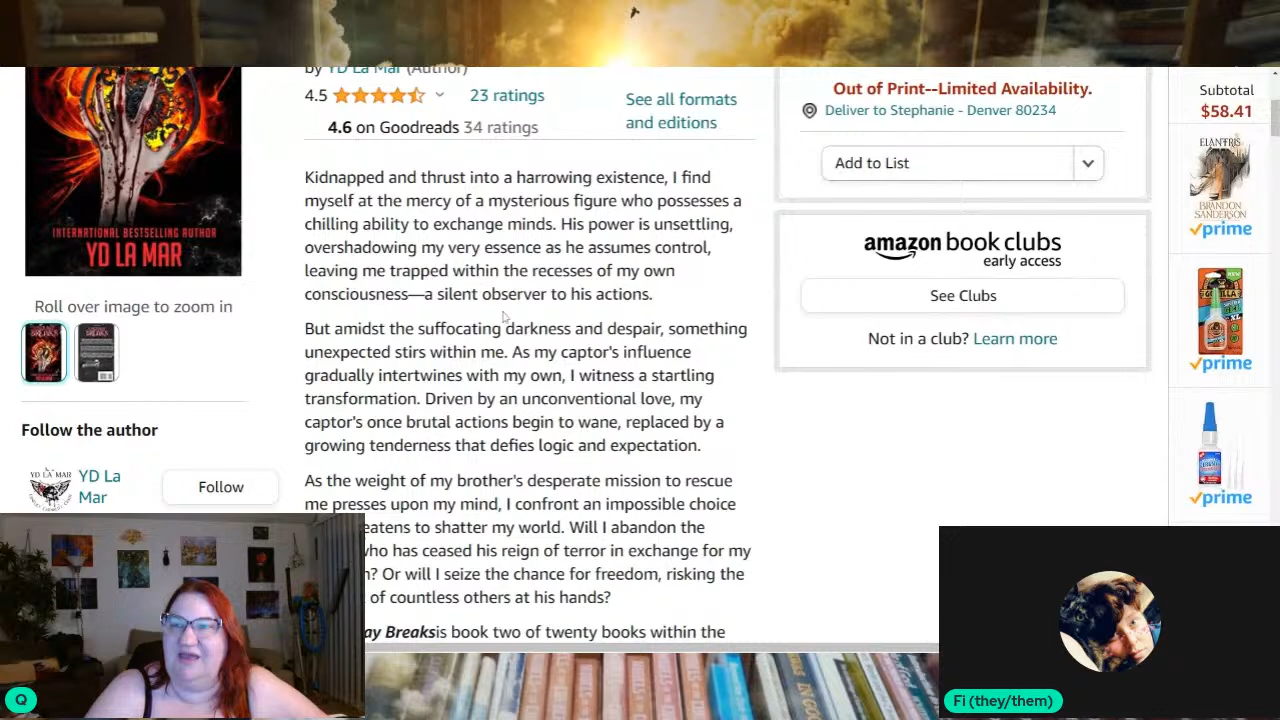 by YD La Mar (Author)
4.5
23 ratings
See all formats
and editions
4.6 on Goodreads 34 ratings
INTERNATIONAL BESTSELLING AUTHOR
YD LA MAR
Roll over image to zoom in
Follow the author
YD LA MAR
YD La
Mar
Follow
Kidnapped and thrust into a harrowing existence, I find
myself at the mercy of a mysterious figure who possesses a
chilling ability to exchange minds. His power is unsettling,
overshadowing my very essence as he assumes control,
leaving me trapped within the recesses of my own
consciousness—a silent observer to his actions.
But amidst the suffocating darkness and despair, something
unexpected stirs within me. As my captor's influence
gradually intertwines with my own, I witness a startling
transformation. Driven by an unconventional love, my
captor's once brutal actions begin to wane, replaced by a
growing tenderness that defies logic and expectation.
As the weight of my brother's desperate mission to rescue
me presses upon my mind, I confront an impossible choice
eatens to shatter my world. Will I abandon the
who has ceased his reign of terror in exchange for my
n? Or will I seize the chance for freedom, risking the
of countless others at his hands?
ay Breaks is book two of twenty books within the
Out of Print--Limited Availability.
Deliver to Stephanie - Denver 80234
Add to List
amazon book clubs
early access
See Clubs
Not in a club? Learn more
Subtotal
$58.41
ELANTRIS
BRANDON
SANDERSON
prime
GORILLA
prime
prime
Q
Fi (they/them)